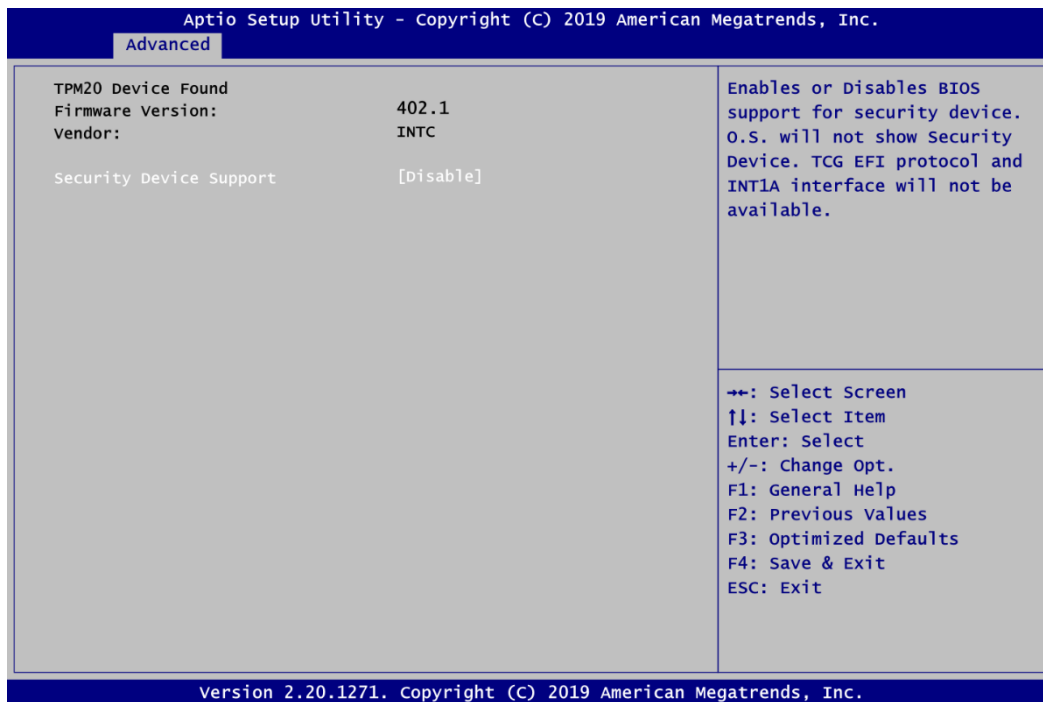 Aptio Setup Utility - Copyright (C) 2019 American Megatrends, Inc.
Advanced
TPM20 Device Found
Firmware Version: 402.1
Vendor: INTC
Security Device Support [Disable]
Enables or Disables BIOS
support for security device.
O.S. will not show Security
Device. TCG EFI protocol and
INT1A interface will not be
available.
→←: Select Screen
↑↓: Select Item
Enter: Select
+/-: Change Opt.
F1: General Help
F2: Previous Values
F3: Optimized Defaults
F4: Save & Exit
ESC: Exit
Version 2.20.1271. Copyright (C) 2019 American Megatrends, Inc.